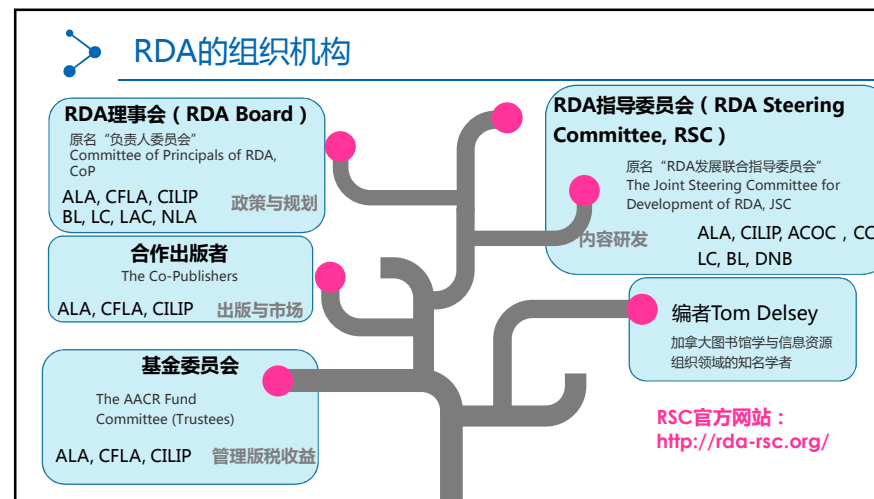 RDA的组织机构
RDA理事会（RDA Board）
原名“负责人委员会”
Committee of Principals of RDA,
CoP
ALA, CFLA, CILIP
BL, LC, LAC, NLA
政策与规划
合作出版者
The Co-Publishers
ALA, CFLA, CILIP
出版与市场
基金委员会
The AACR Fund
Committee (Trustees)
ALA, CFLA, CILIP
管理版税收益
RDA指导委员会（RDA Steering
Committee, RSC）
原名“RDA发展联合指导委员会”
The Joint Steering Committee for
Development of RDA, JSC
内容研发
ALA, CILIP, ACOC，
LC, BL, DNB
编者Tom Delsey
加拿大图书馆学与信息资源
组织领域的知名学者
RSC官方网站：
http://rda-rsc.org/